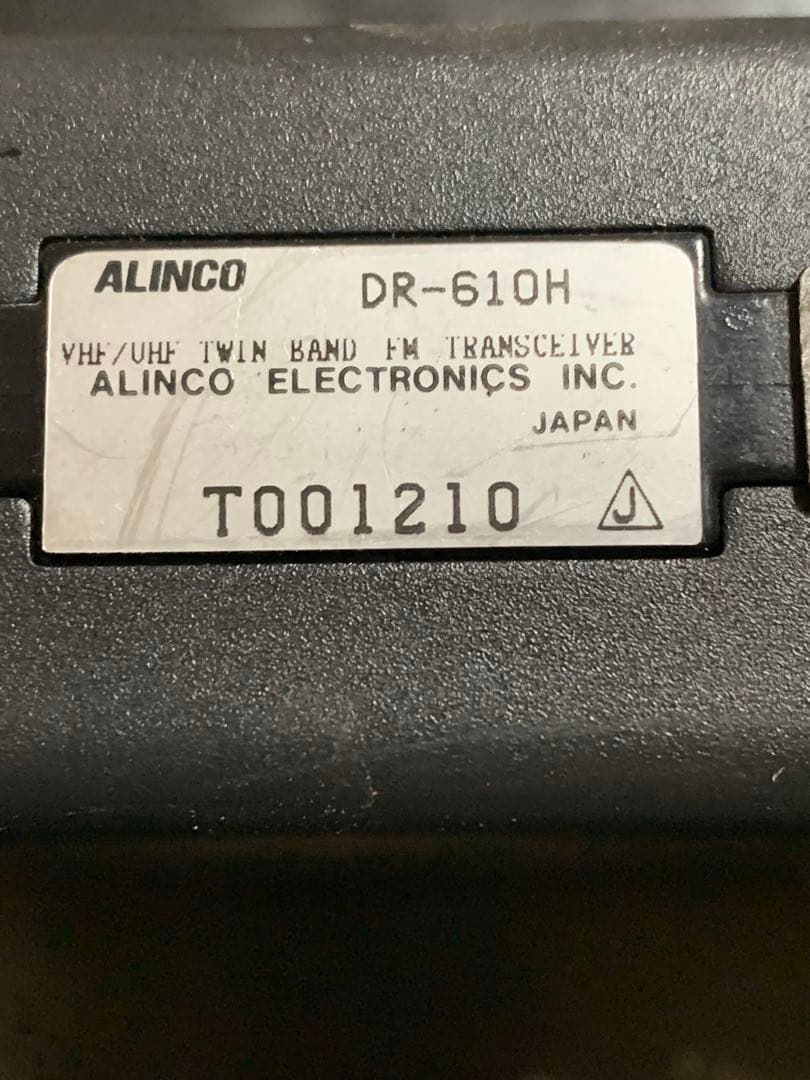 ALINCO DR-610H
VHF/UHF TWIN BAND FM TRANSCEIVER
ALINCO ELECTRONICS INC.
JAPAN
T001210 J